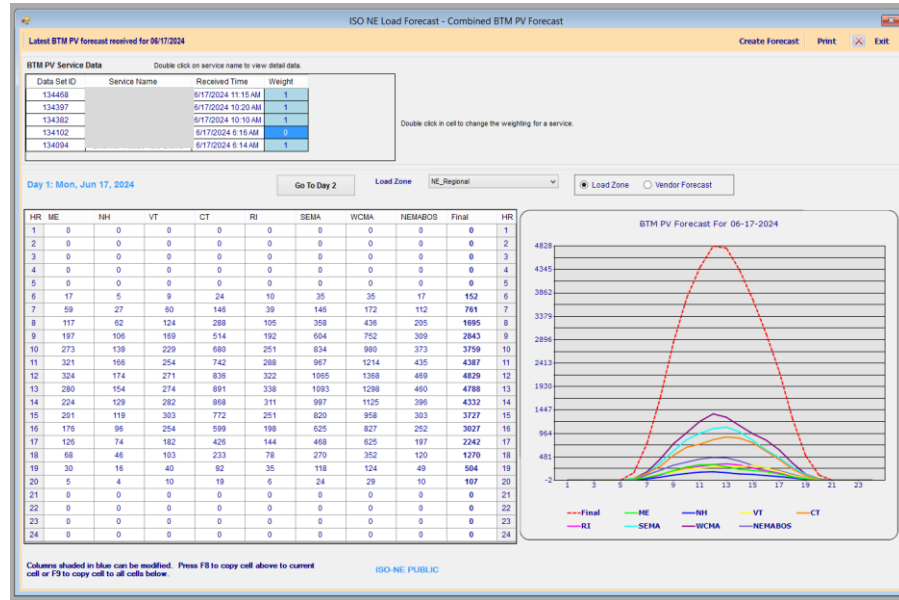 ISO NE Load Forecast - Combined BTM PV Forecast
Latest BTM PV forecast received for 06/17/2024
Create Forecast Print Exit
BTM PV Service Data Double click on service name to view detail data.
Data Set ID Service Name Received Time Weight
134468 6/17/2024 11:15 AM 1
134397 6/17/2024 10:20 AM 1
134382 6/17/2024 10:10 AM 1
134102 6/17/2024 6:16 AM 0
134094 6/17/2024 6:14 AM 1
Double click in cell to change the weighting for a service.
Day 1: Mon, Jun 17, 2024 Go To Day 2 Load Zone NE_Regional Load Zone Vendor Forecast
HR ME NH VT CT RI SEMA WCMA NEMABOS Final HR
1 0 0 0 0 0 0 0 0 0 1
2 0 0 0 0 0 0 0 0 0 2
3 0 0 0 0 0 0 0 0 0 3
4 0 0 0 0 0 0 0 0 0 4
5 0 0 0 0 0 0 0 0 0 5
6 17 5 9 24 10 35 35 17 152 6
7 59 27 60 146 39 146 172 112 761 7
8 117 62 124 288 105 358 436 205 1695 8
9 197 106 169 514 192 604 752 309 2843 9
10 273 139 229 680 251 834 980 373 3759 10
11 321 166 254 742 288 967 1214 435 4387 11
12 324 174 271 836 322 1065 1368 469 4829 12
13 280 154 274 891 338 1093 1298 460 4788 13
14 224 129 282 868 311 997 1125 396 4332 14
15 201 119 303 772 251 820 958 303 3727 15
16 176 96 254 599 198 625 827 252 3027 16
17 126 74 182 426 144 468 625 197 2242 17
18 68 46 103 233 78 270 352 120 1270 18
19 30 16 40 92 35 118 124 49 504 19
20 5 4 10 19 6 24 29 10 107 20
21 0 0 0 0 0 0 0 0 0 21
22 0 0 0 0 0 0 0 0 0 22
23 0 0 0 0 0 0 0 0 0 23
24 0 0 0 0 0 0 0 0 0 24
BTM PV Forecast For 06-17-2024
4828
4345
3862
3379
2896
2413
1930
1447
964
481
-2
1 3 5 7 9 11 13 15 17 19 21 23
Final ME NH VT CT
RI SEMA WCMA NEMABOS
Columns shaded in blue can be modified. Press F8 to copy cell above to current
cell or F9 to copy cell to all cells below.
ISO-NE PUBLIC